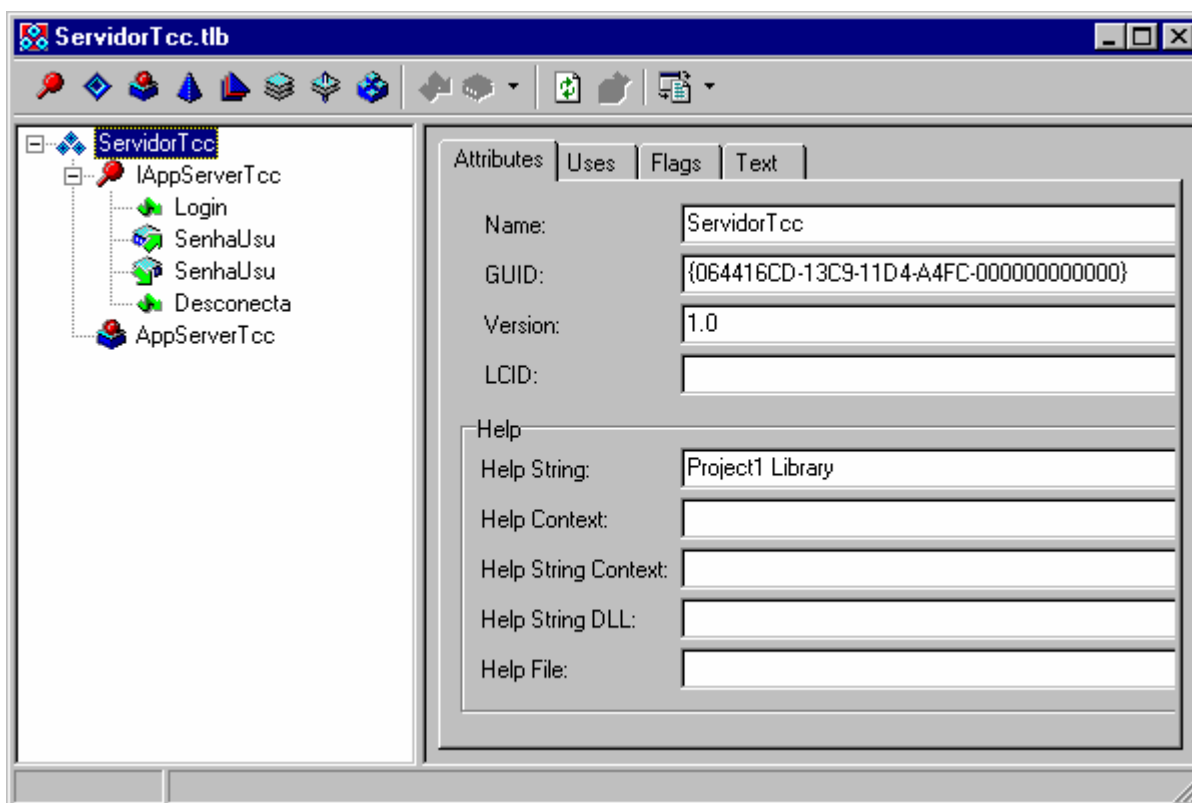 ServidorTcc.tlb
ServidorTcc
IAppServerTcc
Login
SenhaUsu
SenhaUsu
Desconecta
AppServerTcc
Attributes Uses Flags Text
Name: ServidorTcc
GUID: {064416CD-13C9-11D4-A4FC-000000000000}
Version: 1.0
LCID:
Help
Help String: Project1 Library
Help Context:
Help String Context:
Help String DLL:
Help File: